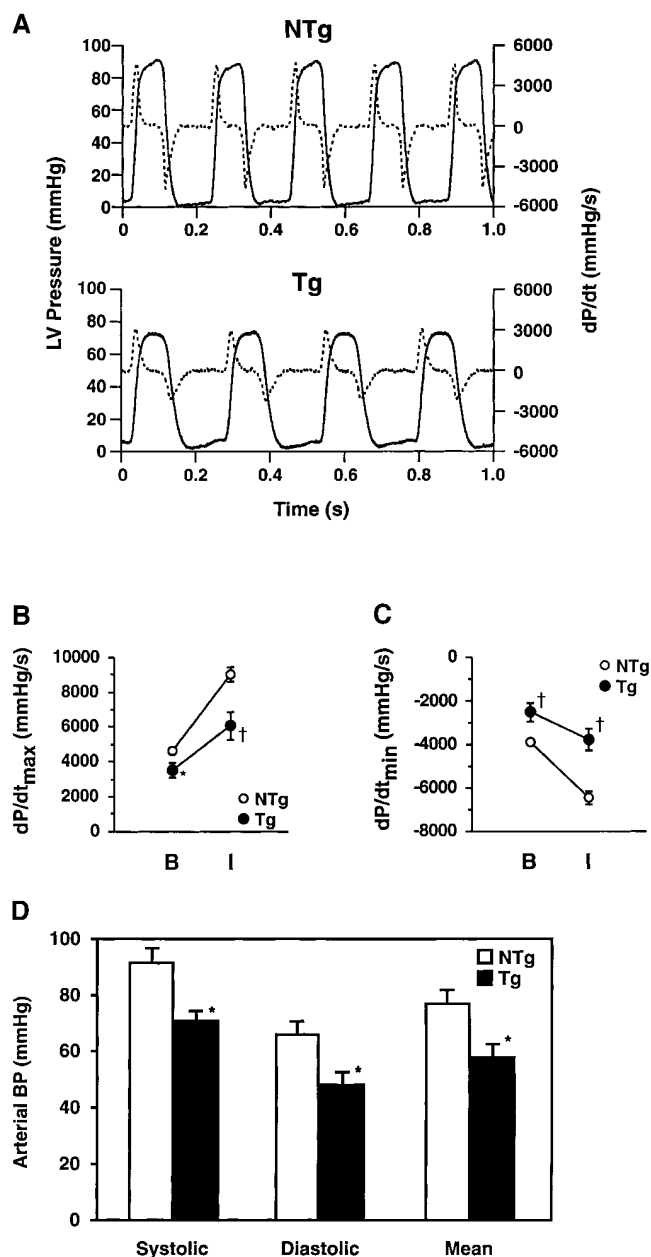 A
NTg
100
80
60
40
20
0
6000
3000
0
-3000
-6000
0
0.2
0.4
0.6
0.8
1.0
LV Pressure (mmHg)
dP/dt (mmHg/s)
Tg
100
80
60
40
20
0
6000
3000
0
-3000
-6000
0
0.2
0.4
0.6
0.8
1.0
Time (s)
B
dP/dtmax (mmHg/s)
10000
8000
6000
4000
2000
0
†
*
NTg
Tg
B
I
C
dP/dtmin (mmHg/s)
0
-2000
-4000
-6000
-8000
NTg
Tg
†
†
B
I
D
Arterial BP (mmHg)
100
80
60
40
20
0
NTg
Tg
*
*
*
Systolic
Diastolic
Mean